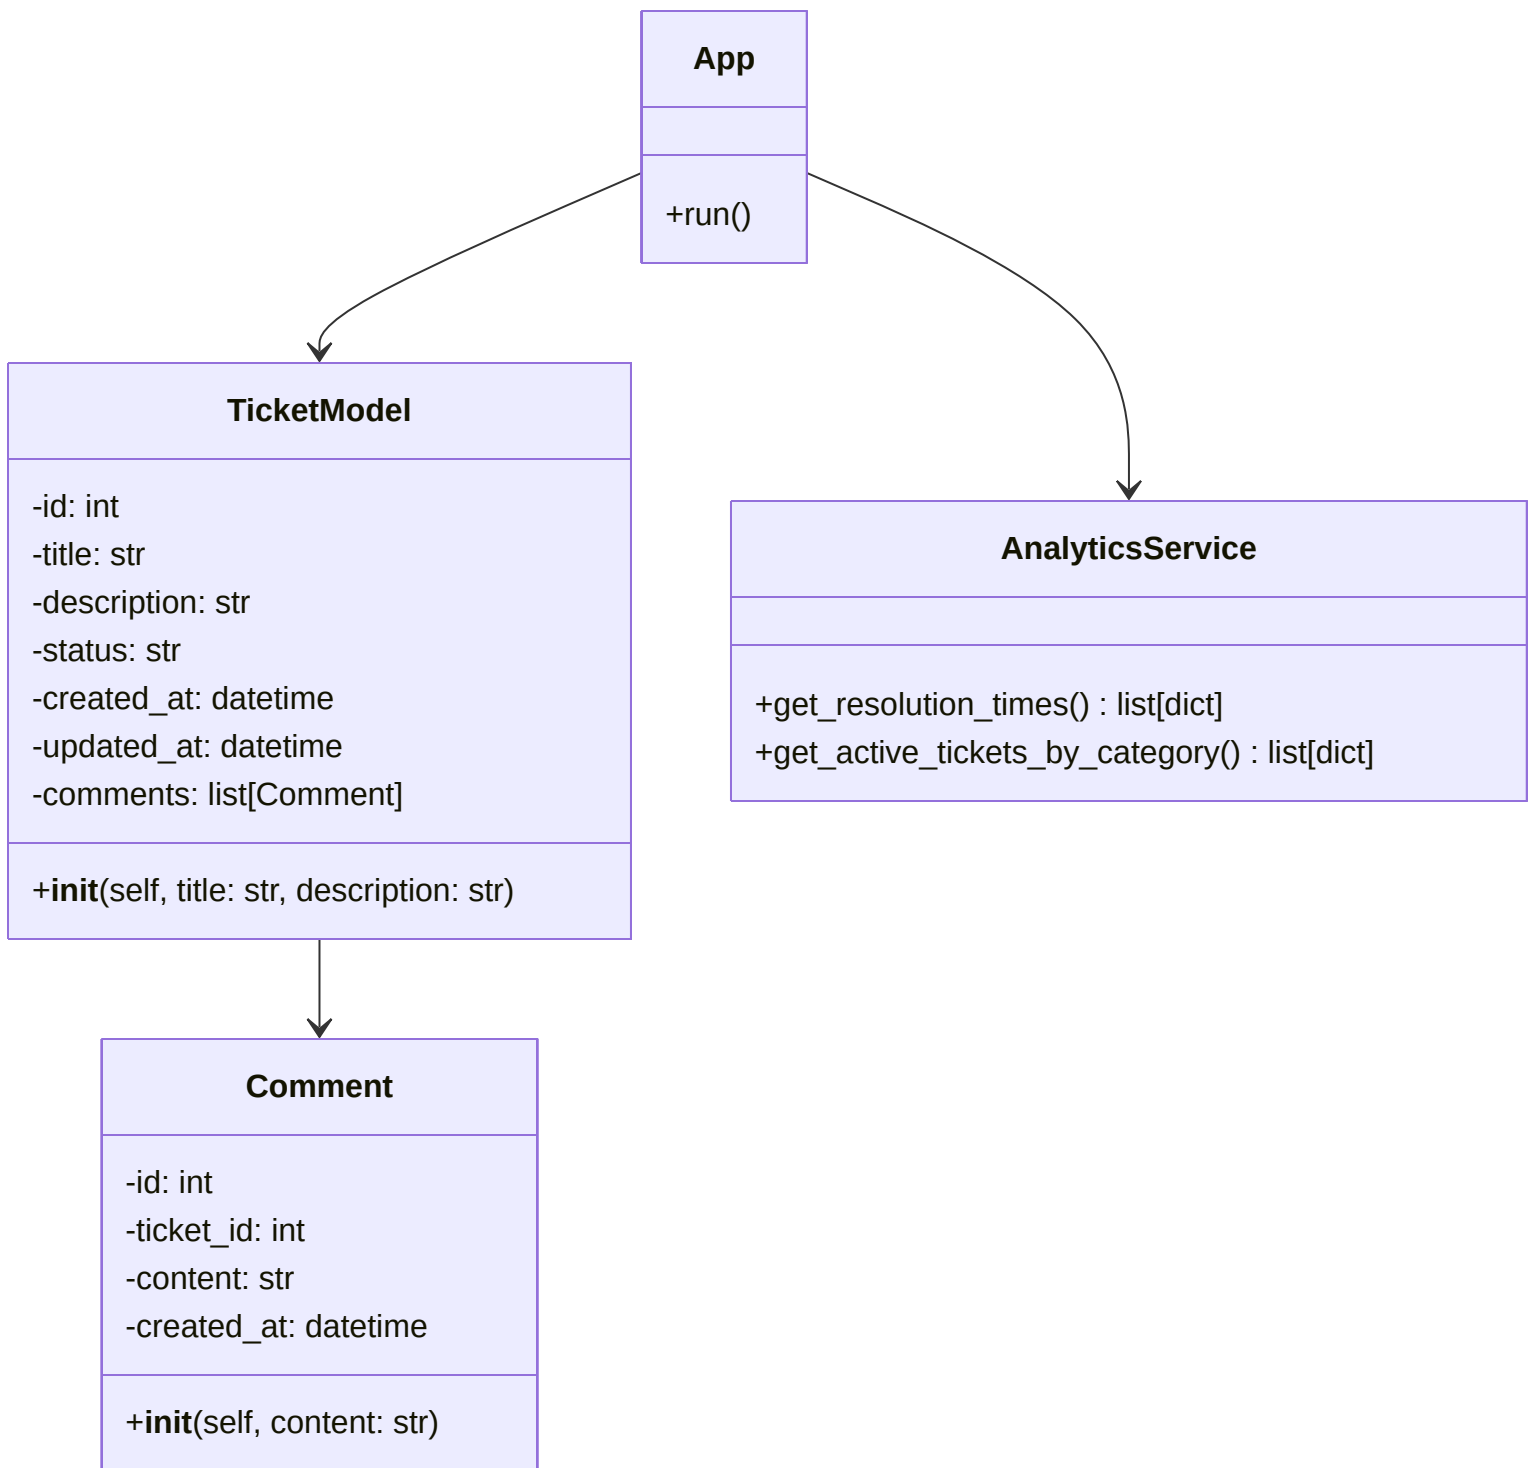 App
+run()
TicketModel
-id: int
-title: str
-description: str
-status: str
-created_at: datetime
-updated_at: datetime
-comments: list[Comment]
+init(self, title: str, description: str)
AnalyticsService
+get_resolution_times() : list[dict]
+get_active_tickets_by_category() : list[dict]
Comment
-id: int
-ticket_id: int
-content: str
-created_at: datetime
+init(self, content: str)